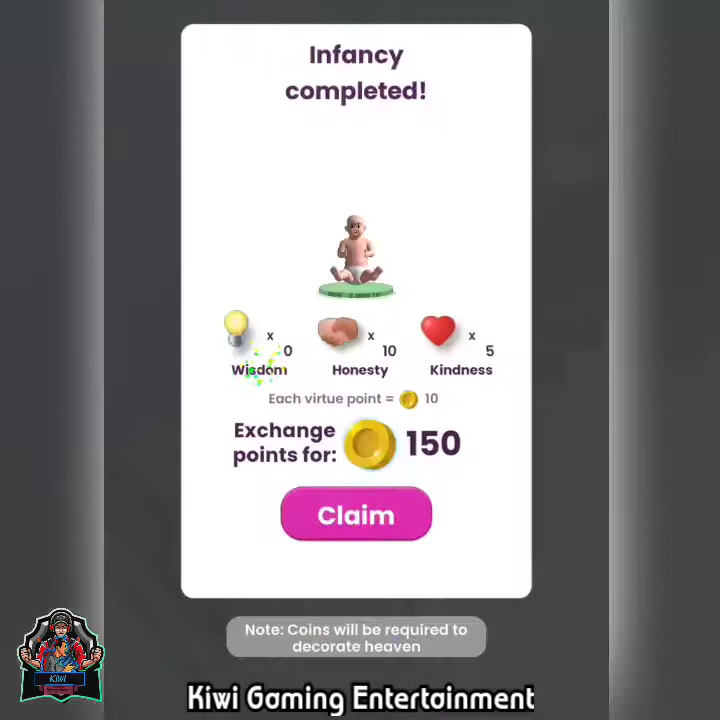 Infancy
completed!
x 0
x 10
x 5
Wisdom Honesty Kindness
Each virtue point = 10
Exchange
points for: 150
Claim
Note: Coins will be required to
decorate heaven
KIWI
Kiwi Gaming Entertainment